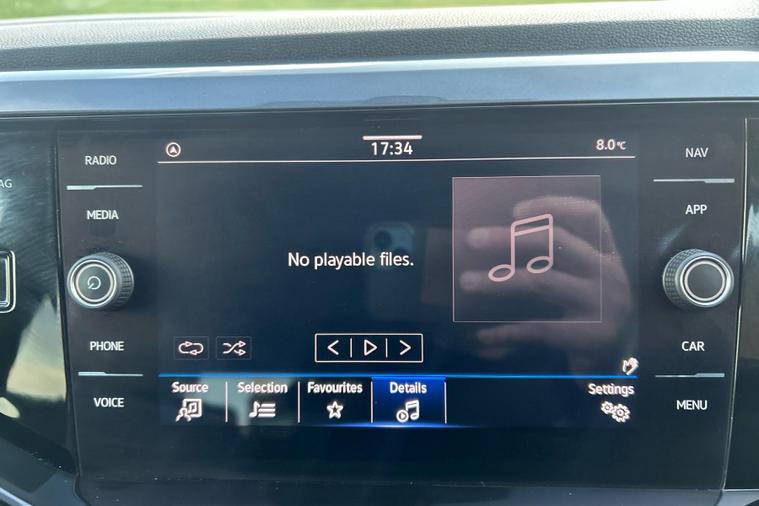 17:34
8.0°C
RADIO
NAV
MEDIA
APP
No playable files.
PHONE
CAR
VOICE
MENU
Source
Selection
Favourites
Details
Settings